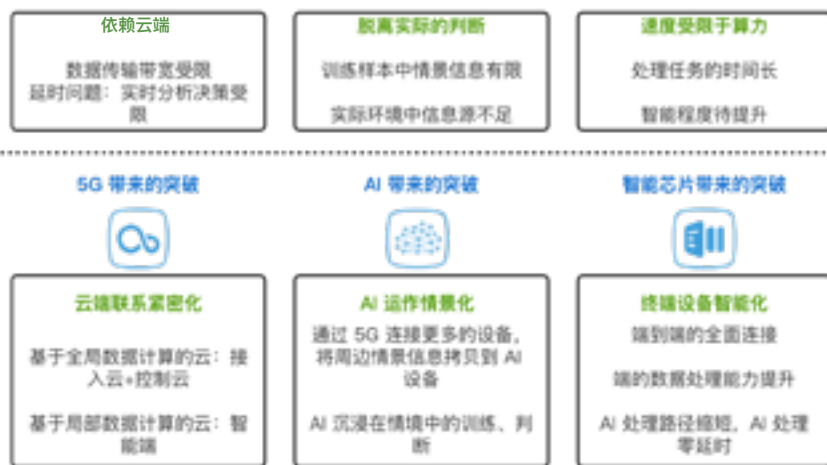 依赖云端
数据传输带宽受限
延时问题：实时分析决策受
限
脱离实际的判断
训练样本中情景信息有限
实际环境中信息源不足
速度受限于算力
处理任务的时间长
智能程度待提升
5G 带来的突破
AI 带来的突破
智能芯片带来的突破
云端联系紧密化
基于全局数据计算的云：接
入云+控制云
基于局部数据计算的云：智
能端
AI 运作情景化
通过 5G 连接更多的设备，
将周边情景信息拷贝到 AI
设备
AI 沉浸在情境中的训练、判
断
终端设备智能化
端到端的全面连接
端的数据处理能力提升
AI 处理路径缩短，AI 处理
零延时